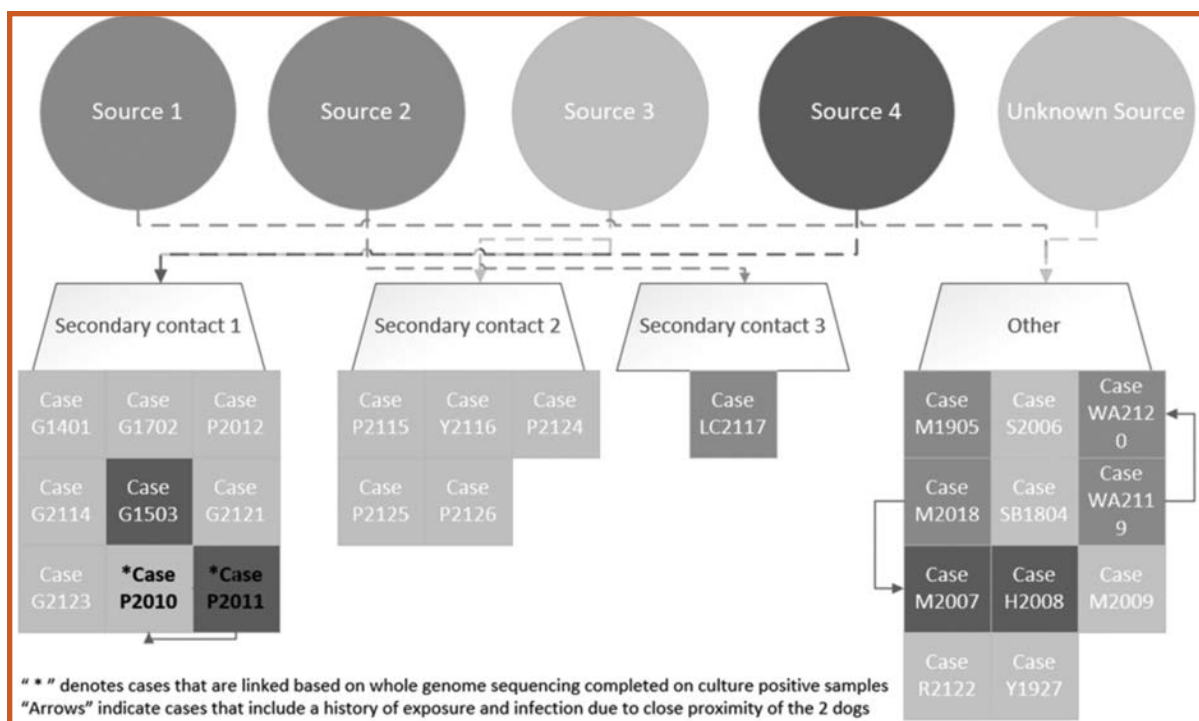 Source 1
Source 2
Source 3
Source 4
Unknown Source
Secondary contact 1
Secondary contact 2
Secondary contact 3
Other
Case
G1401
Case
G1702
Case
P2012
Case
G2114
Case
G1503
Case
G2121
Case
G2123
*Case
P2010
*Case
P2011
Case
P2115
Case
Y2116
Case
P2124
Case
P2125
Case
P2126
Case
LC2117
Case
M1905
Case
S2006
Case
WA212
0
Case
M2018
Case
SB1804
Case
WA211
9
Case
M2007
Case
H2008
Case
M2009
Case
R2122
Case
Y1927
" * " denotes cases that are linked based on whole genome sequencing completed on culture positive samples
"Arrows" indicate cases that include a history of exposure and infection due to close proximity of the 2 dogs